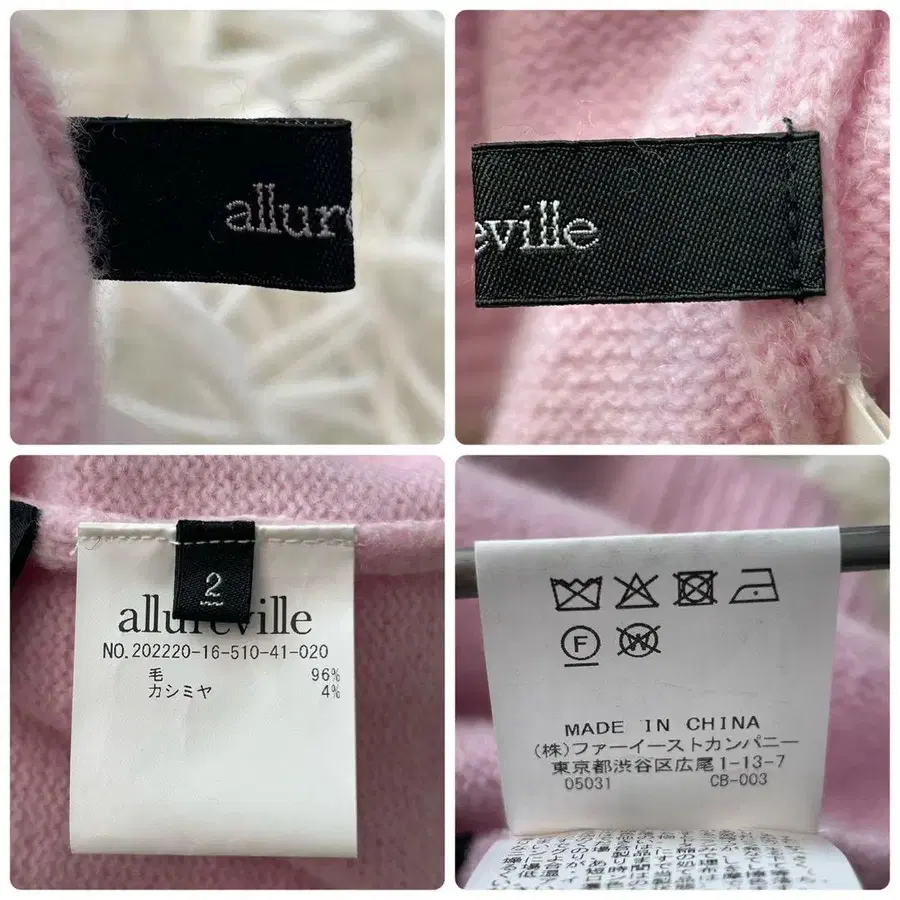 allure
eville
2
allureville
NO.202220-16-510-41-020
毛 96%
カシミヤ 4%
F
W
MADE IN CHINA
(株)ファーイーストカンパニー
東京都渋谷区広尾1-13-7
05031 CB-003